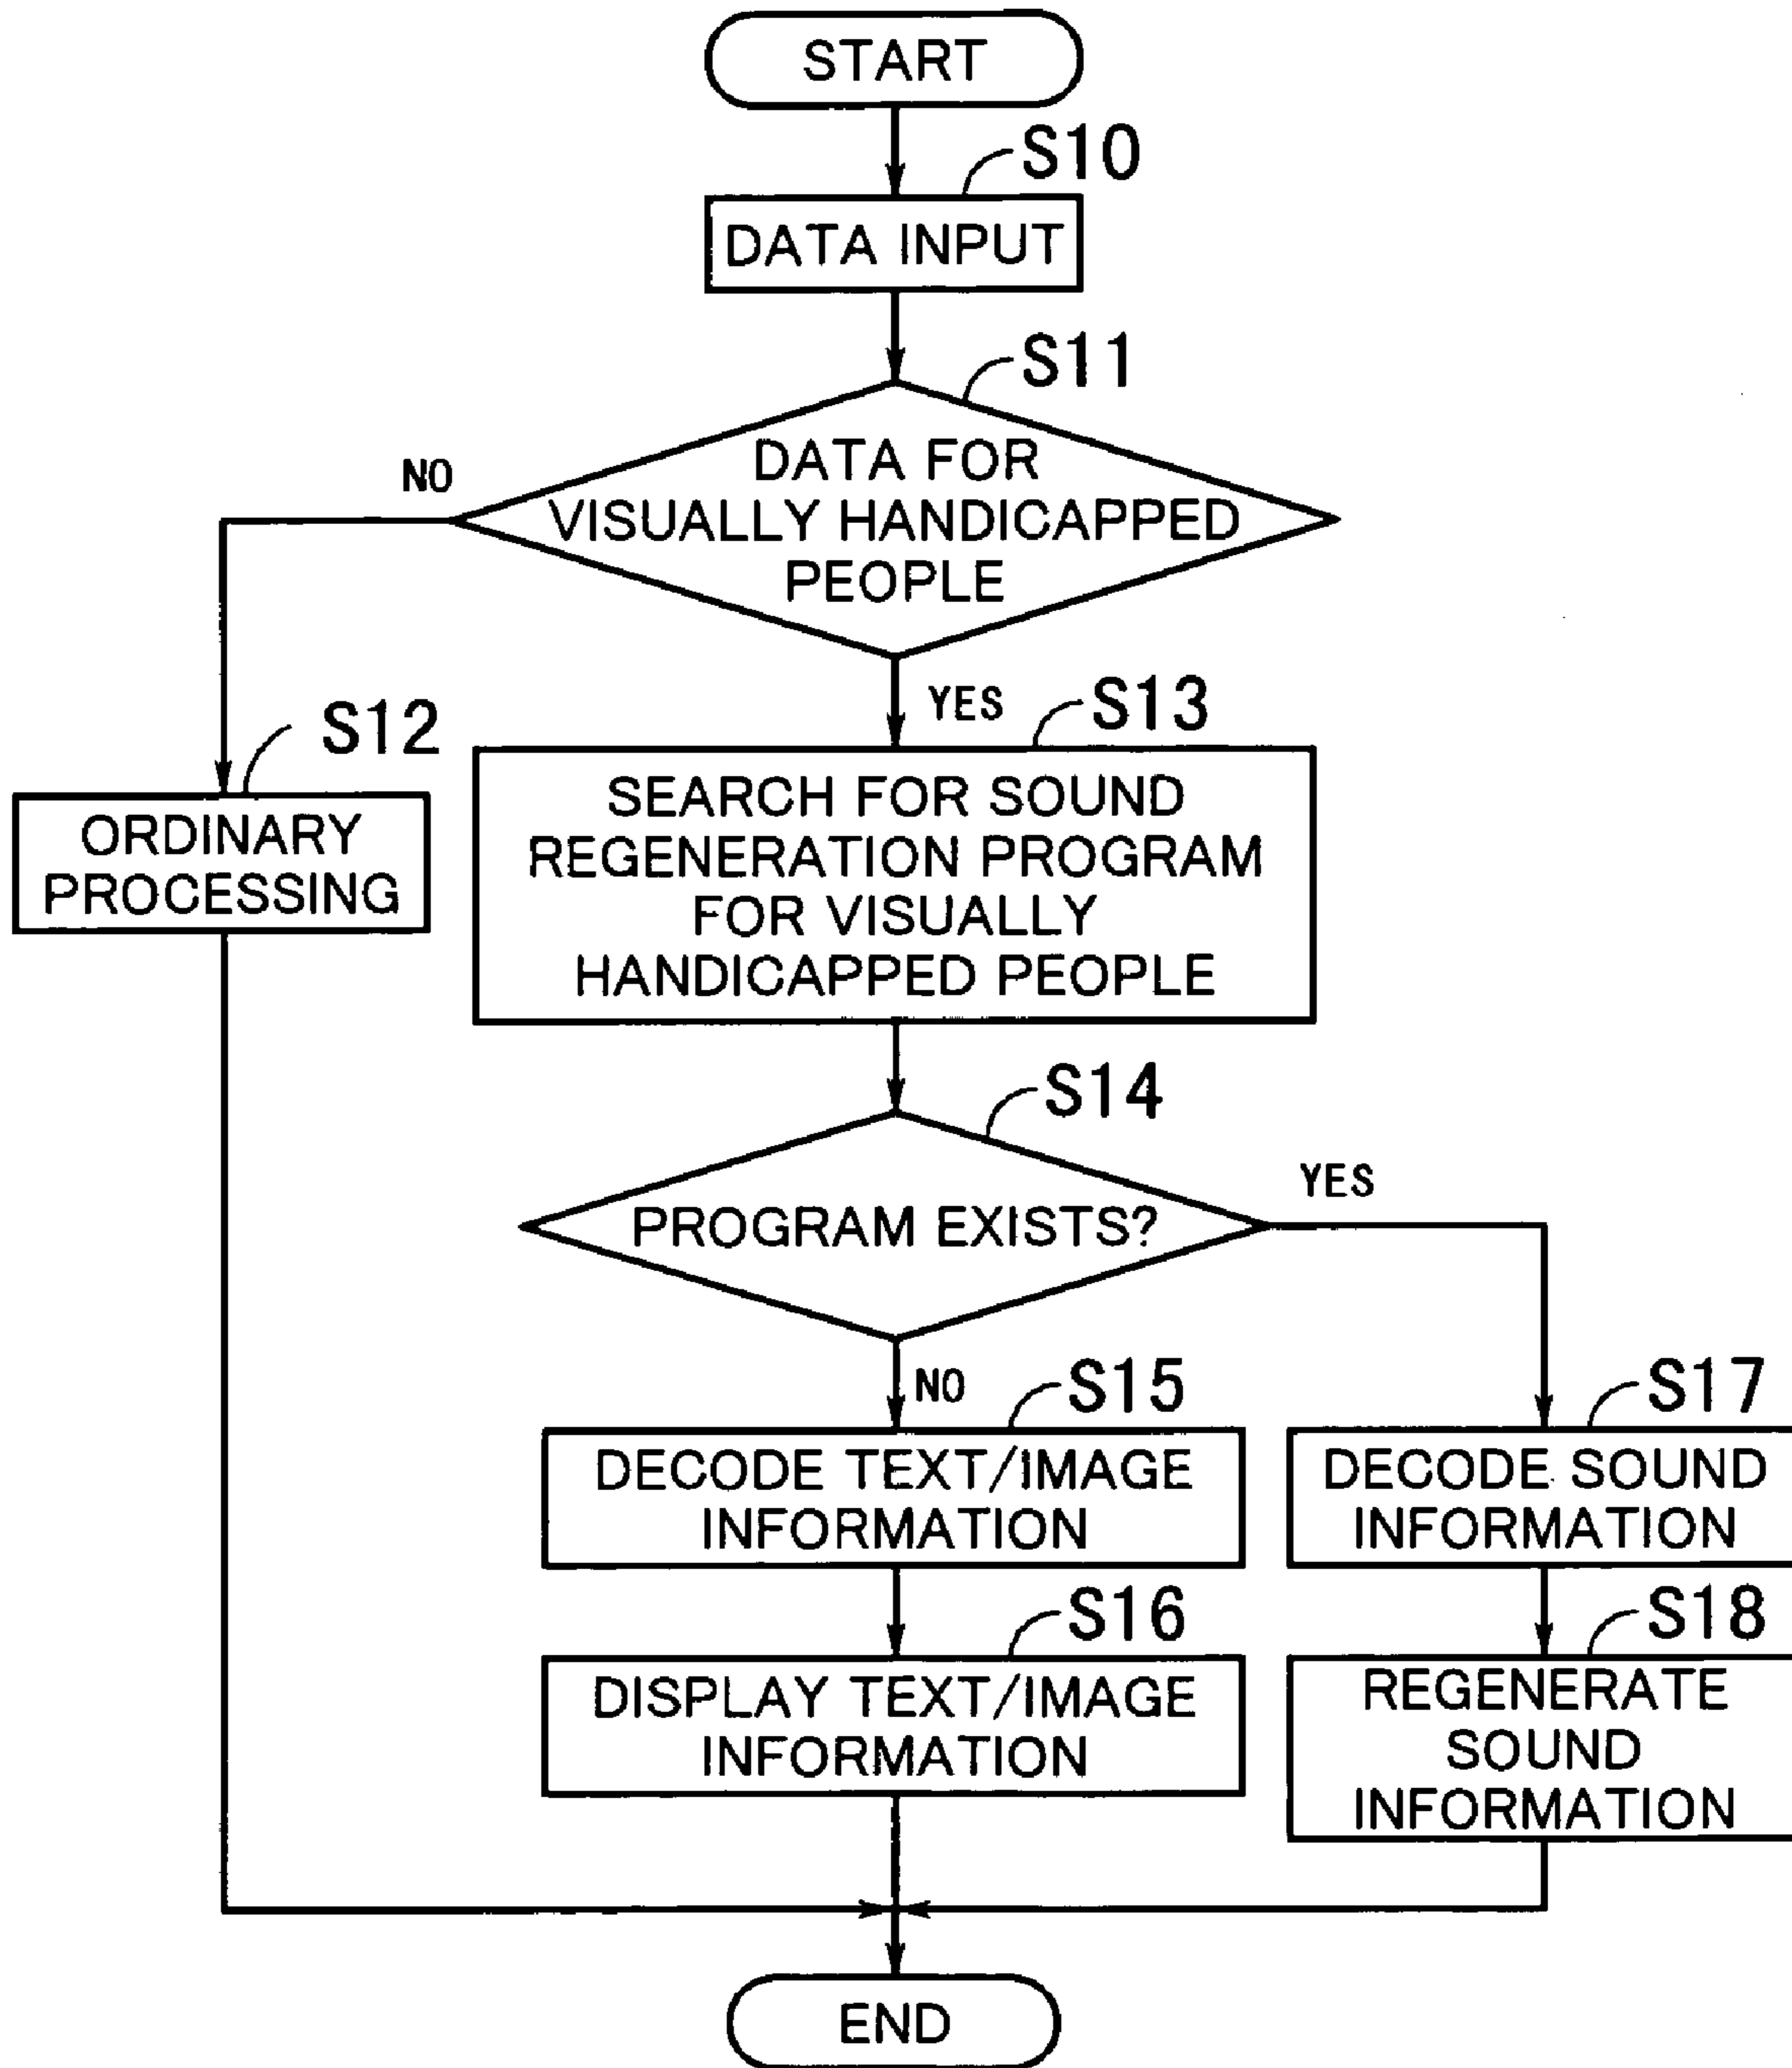 START
S10
DATA INPUT
S11
DATA FOR
VISUALLY HANDICAPPED
PEOPLE
NO
YES
S12
ORDINARY
PROCESSING
S13
SEARCH FOR SOUND
REGENERATION PROGRAM
FOR VISUALLY
HANDICAPPED PEOPLE
S14
PROGRAM EXISTS?
YES
NO
S15
DECODE TEXT/IMAGE
INFORMATION
S17
DECODE SOUND
INFORMATION
S16
DISPLAY TEXT/IMAGE
INFORMATION
S18
REGENERATE
SOUND
INFORMATION
END